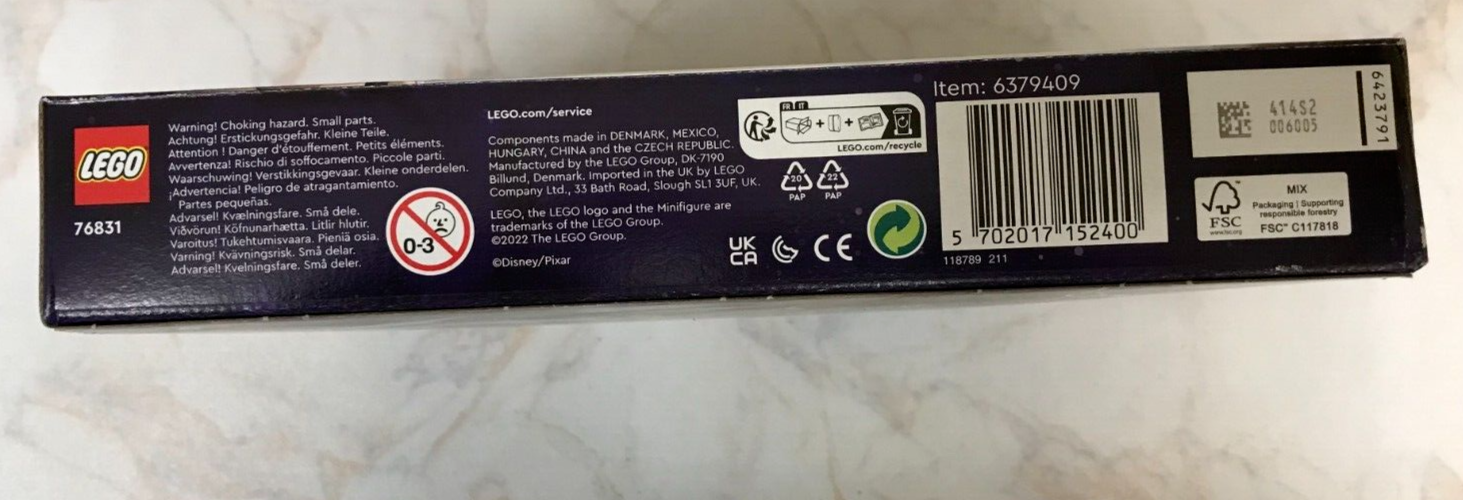 LEGO
76831
Warning! Choking hazard. Small parts.
Achtung! Erstickungsgefahr. Kleine Teile.
Attention ! Danger d'étouffement. Petits éléments.
Avvertenza! Rischio di soffocamento. Piccole parti.
Waarschuwing! Verstikkingsgevaar. Kleine onderdelen.
¡Advertencia! Peligro de atragantamiento.
Partes pequeñas.
Advarsel! Kvælningsfare. Små dele.
Viðvörun! Köfnunarhætta. Litlir hlutir.
Varoitus! Tukehtumisvaara. Pieniä osia.
Varning! Kvävningsrisk. Små delar.
Advarsel! Kvelningsfare. Små deler.
0-3
LEGO.com/service
Components made in DENMARK, MEXICO,
HUNGARY, CHINA and the CZECH REPUBLIC.
Manufactured by the LEGO Group, DK-7190
Billund, Denmark. Imported in the UK by LEGO
Company Ltd., 33 Bath Road, Slough SL1 3UF, UK.
LEGO, the LEGO logo and the Minifigure are
trademarks of the LEGO Group.
©2022 The LEGO Group.
©Disney/Pixar
FR IT
+ +
LEGO.com/recycle
20
PAP
22
PAP
UK
CA
CE
Item: 6379409
5 702017 152400
118789 211
414S2
006005
6423791
FSC
www.fsc.org
MIX
Packaging | Supporting
responsible forestry
FSC™ C117818